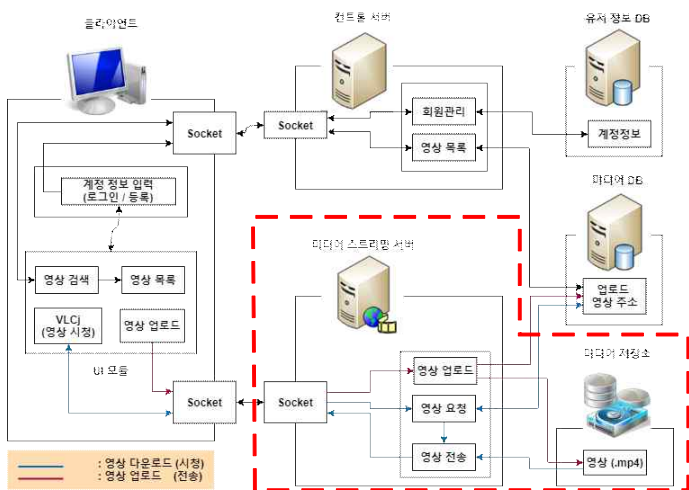 클라이언트
컨트롤 서버
유저 정보 DB
Socket
Socket
회원관리
영상 목록
계정정보
계정 정보 입력
(로그인 / 등록)
미디어 DB
미디어 스트리밍 서버
영상 검색
영상 목록
업로드
영상 주소
VLCj
(영상 시청)
영상 업로드
UI 모듈
미디어 저장소
영상 업로드
Socket
Socket
영상 요청
영상 전송
영상 (.mp4)
: 영상 다운로드 (시청)
: 영상 업로드 (전송)